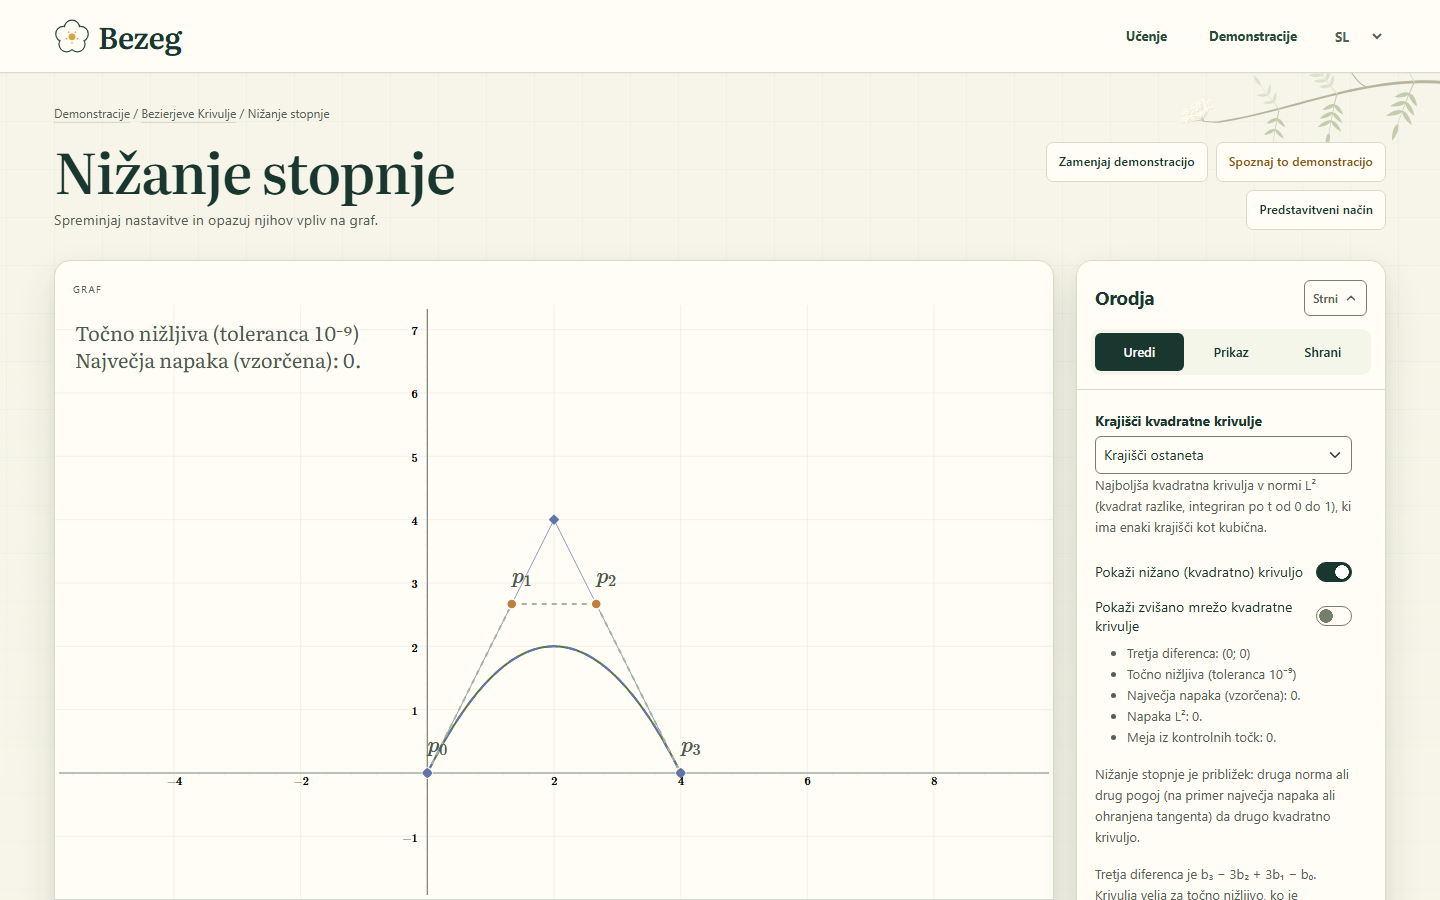 Bezeg
Učenje
Demonstracije
SL
Demonstracije / Bezierjeve Krivulje / Nižanje stopnje
Nižanje stopnje
Spreminjaj nastavitve in opazuj njihov vpliv na graf.
Zamenjaj demonstracijo
Spoznaj to demonstracijo
Predstavitveni način
GRAF
Točno nižljiva (toleranca 10⁻⁹)
Največja napaka (vzorčena): 0.
7
6
5
4
3
2
1
−1
−4
−2
2
4
6
8
p₀
p₁
p₂
p₃
Orodja
Strni
Uredi
Prikaz
Shrani
Krajišči kvadratne krivulje
Krajišči ostaneta
Najboljša kvadratna krivulja v normi L²
(kvadrat razlike, integriran po t od 0 do 1), ki
ima enaki krajišči kot kubična.
Pokaži nižano (kvadratno) krivuljo
Pokaži zvišano mrežo kvadratne
krivulje
• Tretja diferenca: (0; 0)
• Točno nižljiva (toleranca 10⁻⁹)
• Največja napaka (vzorčena): 0.
• Napaka L²: 0.
• Meja iz kontrolnih točk: 0.
Nižanje stopnje je približek: druga norma ali
drug pogoj (na primer največja napaka ali
ohranjena tangenta) da drugo kvadratno
krivuljo.
Tretja diferenca je b₃ − 3b₂ + 3b₁ − b₀.
Krivulja velja za točno nižljivo, ko je